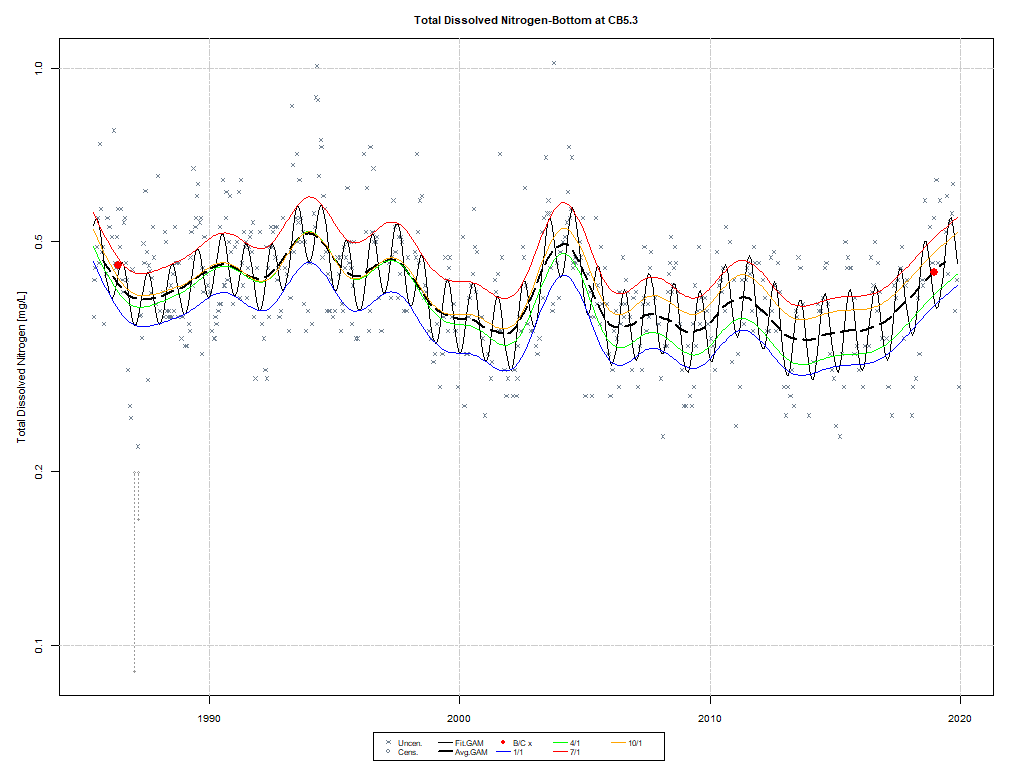 Total Dissolved Nitrogen-Bottom at CB5.3
Total Dissolved Nitrogen [mg/L]
1.0
0.5
0.2
0.1
1990 2000 2010 2020
Uncen. Fit.GAM B/C x 4/1 10/1
Cens. Avg.GAM 1/1 7/1